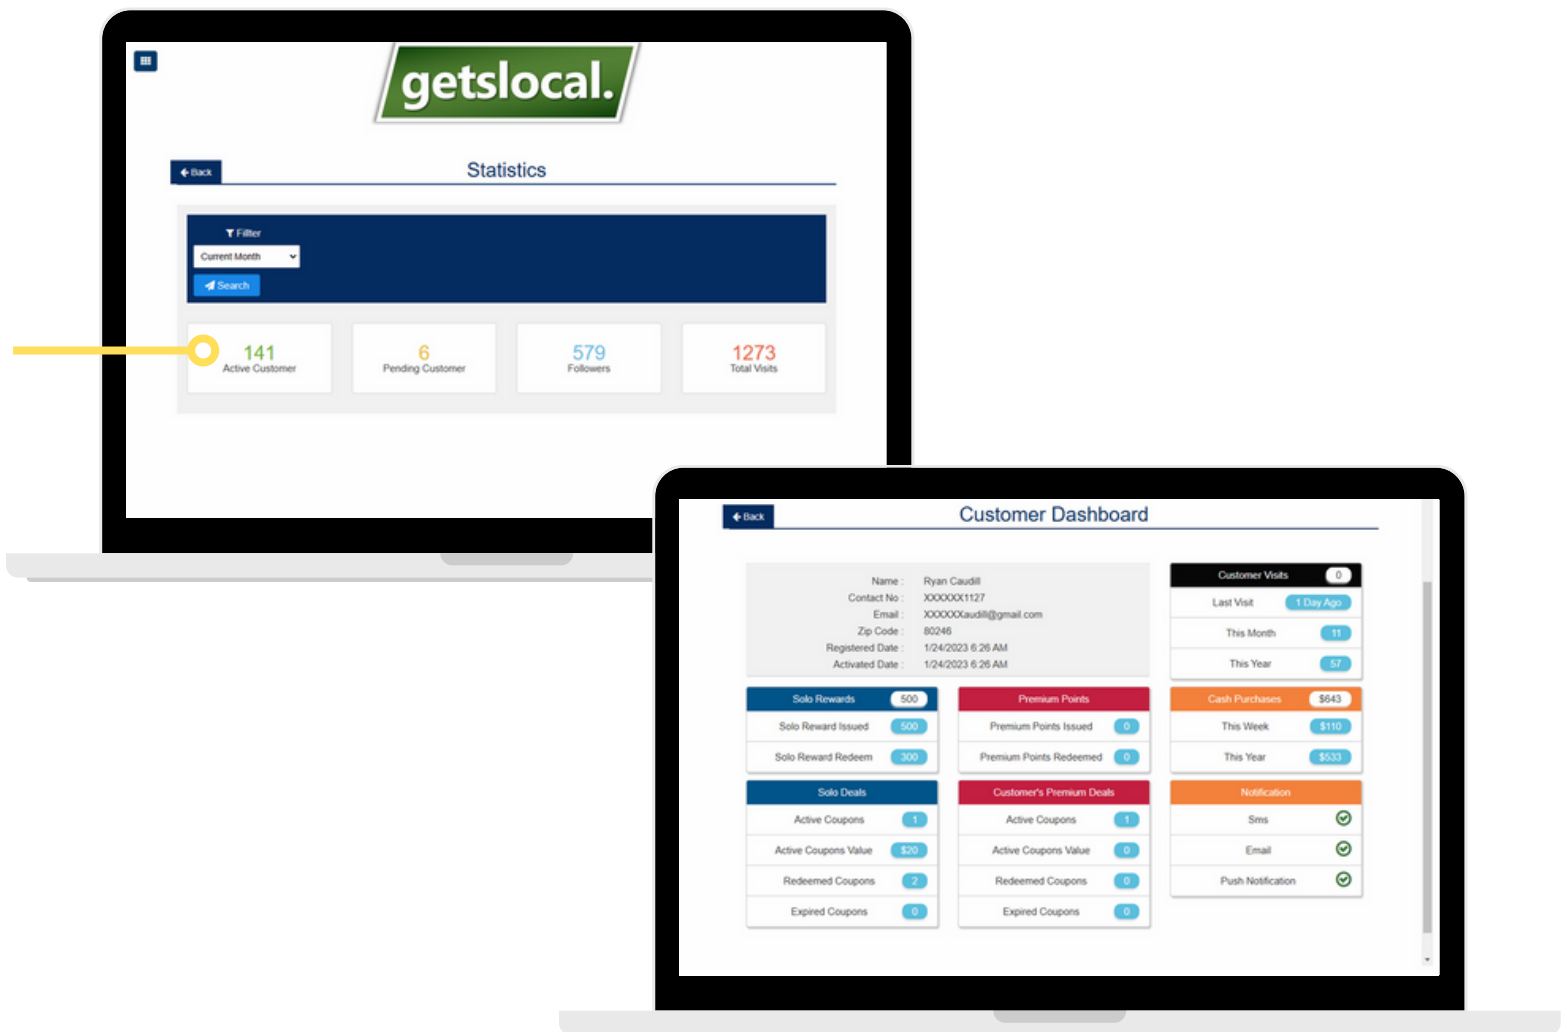 getslocal.
Back
Statistics
Fillter
Current Month
Search
141
Active Customer
6
Pending Customer
579
Followers
1273
Total Visits
Back
Customer Dashboard
Name : Ryan Caudill
Contact No : XXXXXX1127
Email : XXXXXXaudill@gmail.com
Zip Code : 80246
Registered Date : 1/24/2023 6:26 AM
Activated Date : 1/24/2023 6:26 AM
Customer Visits 0
Last Visit 1 Day Ago
This Month 11
This Year 57
Solo Rewards 500
Solo Reward Issued 500
Solo Reward Redeem 300
Premium Points
Premium Points Issued 0
Premium Points Redeemed 0
Cash Purchases $643
This Week $110
This Year $533
Solo Deals
Active Coupons 1
Active Coupons Value $20
Redeemed Coupons 2
Expired Coupons 0
Customer's Premium Deals
Active Coupons 1
Active Coupons Value 0
Redeemed Coupons 0
Expired Coupons 0
Notification
Sms
Email
Push Notification